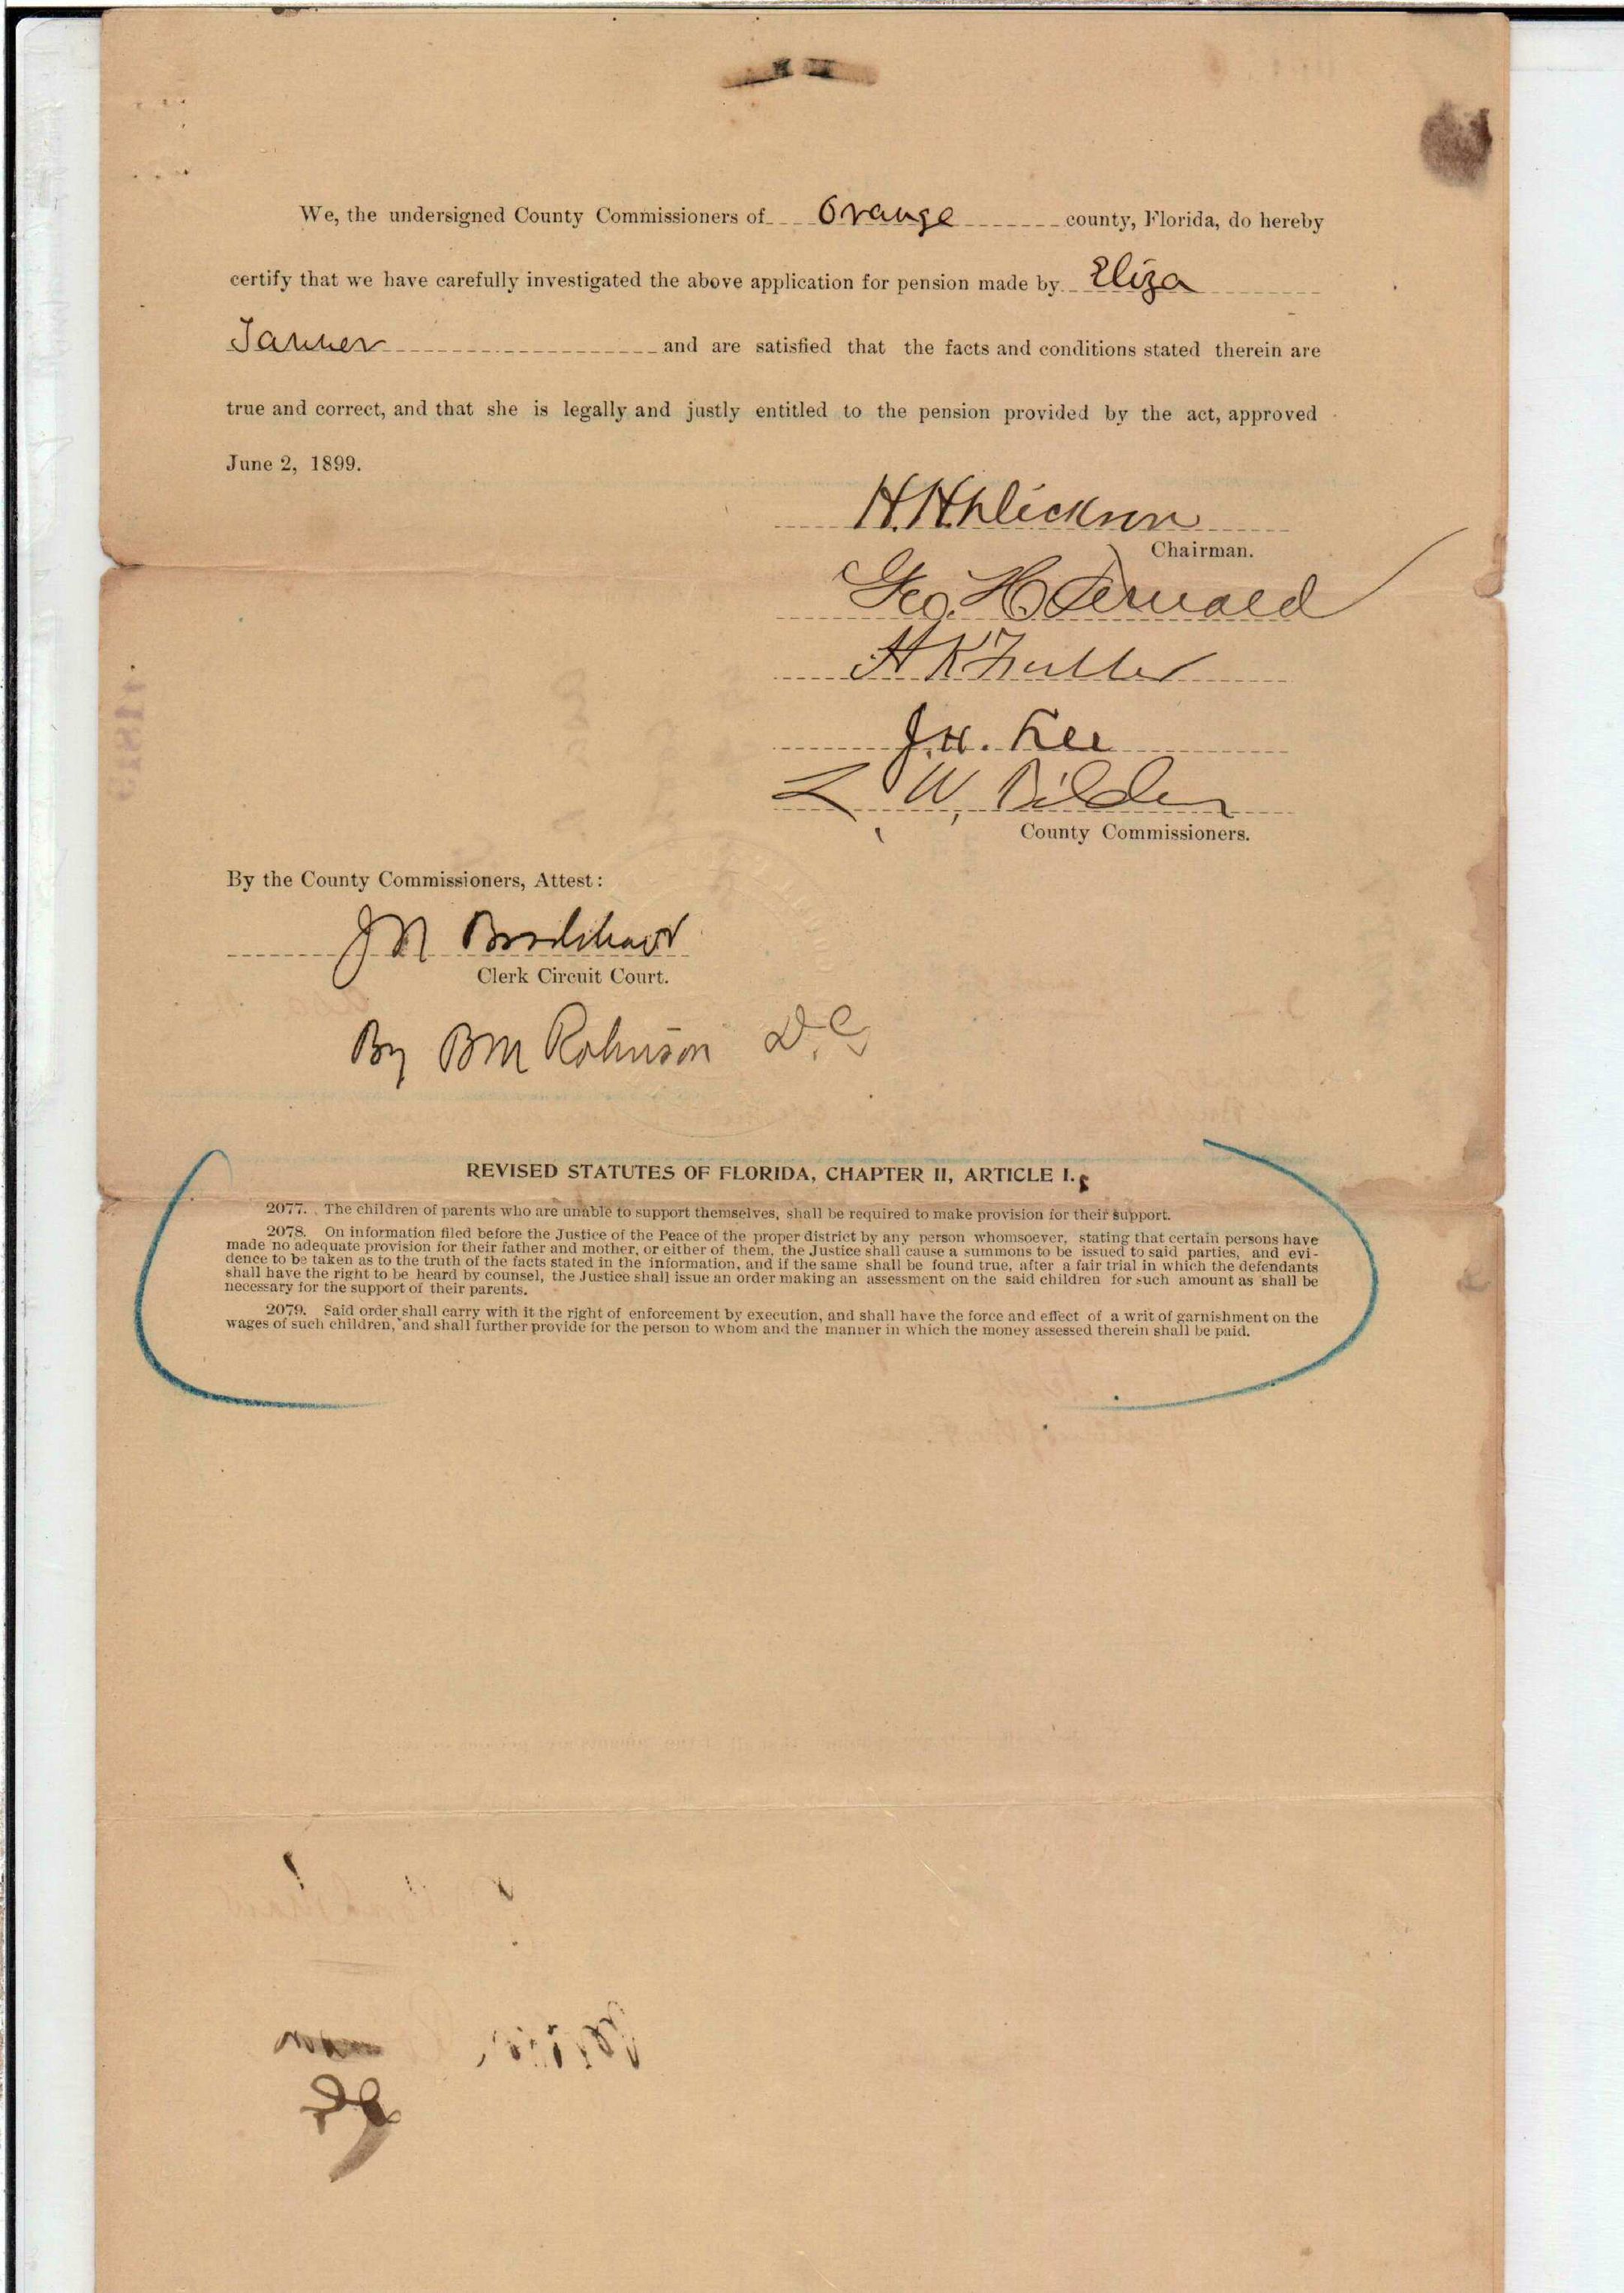 We, the undersigned County Commissioners of Orange county, Florida, do hereby
certify that we have carefully investigated the above application for pension made by Eliza
Tanner and are satisfied that the facts and conditions stated therein are
true and correct, and that she is legally and justly entitled to the pension provided by the act, approved
June 2, 1899.
H. H. Dickson
Chairman.
Geo. H. Fernald
H K Fuller
J. H. Lee
L. W. Tilden
County Commissioners.
By the County Commissioners, Attest:
J M Bradshaw
Clerk Circuit Court.
By B M Robinson D.C.
REVISED STATUTES OF FLORIDA, CHAPTER II, ARTICLE I.
2077. The children of parents who are unable to support themselves, shall be required to make provision for their support.
2078. On information filed before the Justice of the Peace of the proper district by any person whomsoever, stating that certain persons have
made no adequate provision for their father and mother, or either of them, the Justice shall cause a summons to be issued to said parties, and evi-
dence to be taken as to the truth of the facts stated in the information, and if the same shall be found true, after a fair trial in which the defendants
shall have the right to be heard by counsel, the Justice shall issue an order making an assessment on the said children for such amount as shall be
necessary for the support of their parents.
2079. Said order shall carry with it the right of enforcement by execution, and shall have the force and effect of a writ of garnishment on the
wages of such children, and shall further provide for the person to whom and the manner in which the money assessed therein shall be paid.